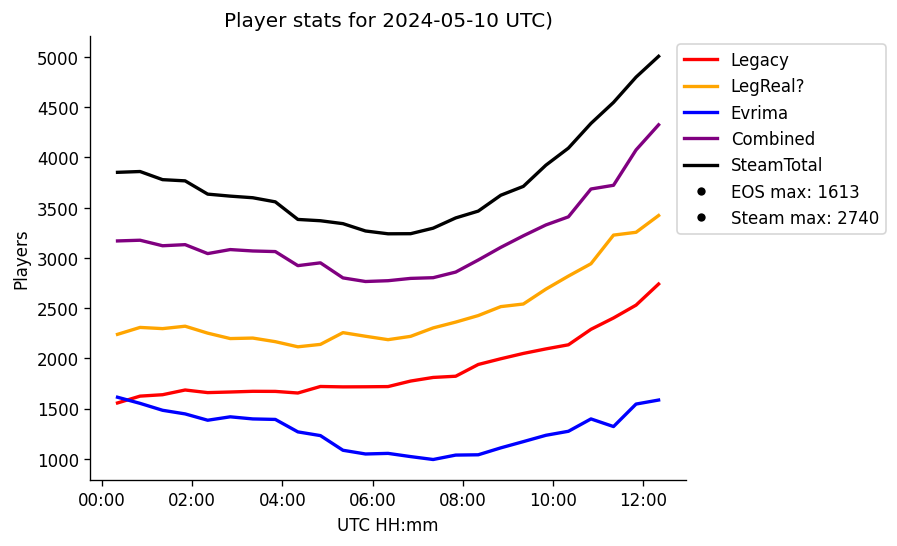 Player stats for 2024-05-10 UTC)
Players
5000
4500
4000
3500
3000
2500
2000
1500
1000
00:00 02:00 04:00 06:00 08:00 10:00 12:00
UTC HH:mm
Legacy
LegReal?
Evrima
Combined
SteamTotal
EOS max: 1613
Steam max: 2740